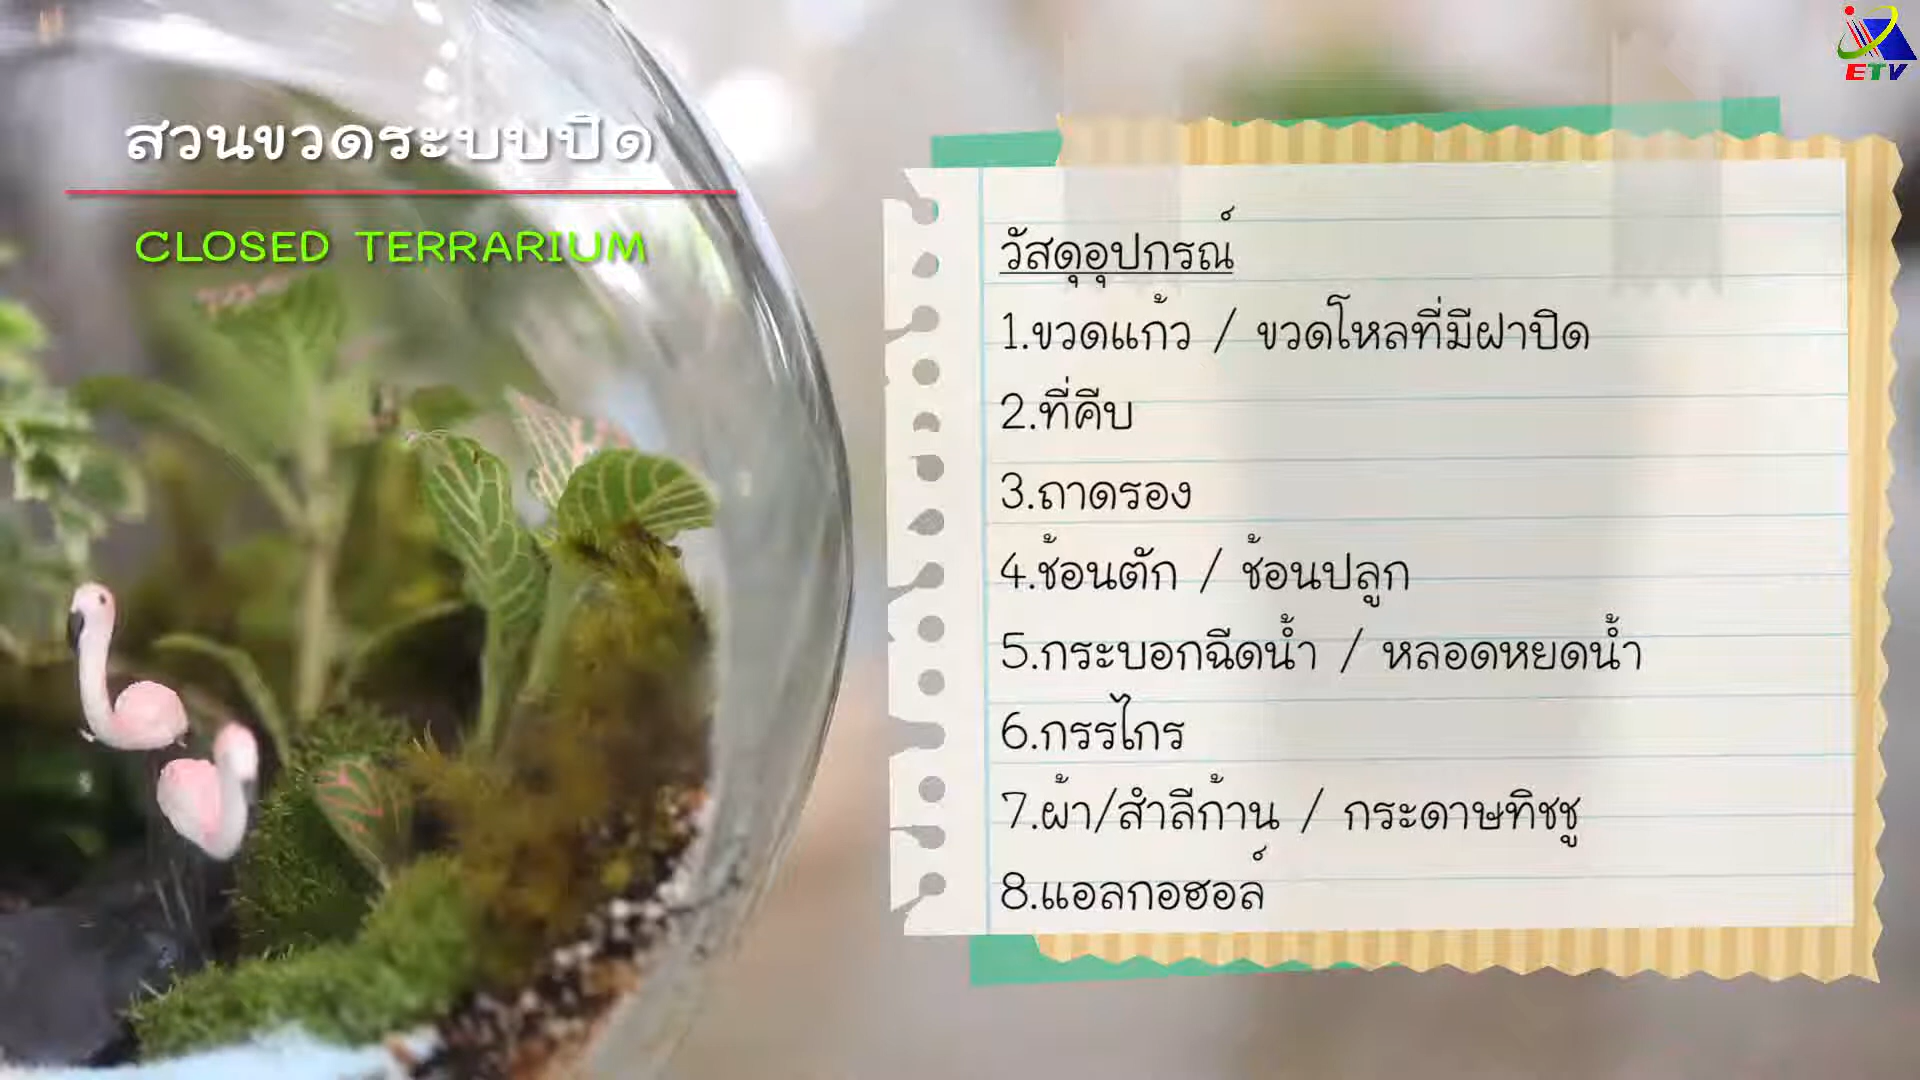 สวนขวดระบบปิด
CLOSED TERRARIUM
วัสดุอุปกรณ์
1.ขวดแก้ว / ขวดโหลที่มีฝาปิด
2.ที่คีบ
3.ถาดรอง
4.ช้อนตัก / ช้อนปลูก
5.กระบอกฉีดน้ำ / หลอดหยดน้ำ
6.กรรไกร
7.ผ้า/สำลีก้าน / กระดาษทิชชู
8.แอลกอฮอล์
ETV